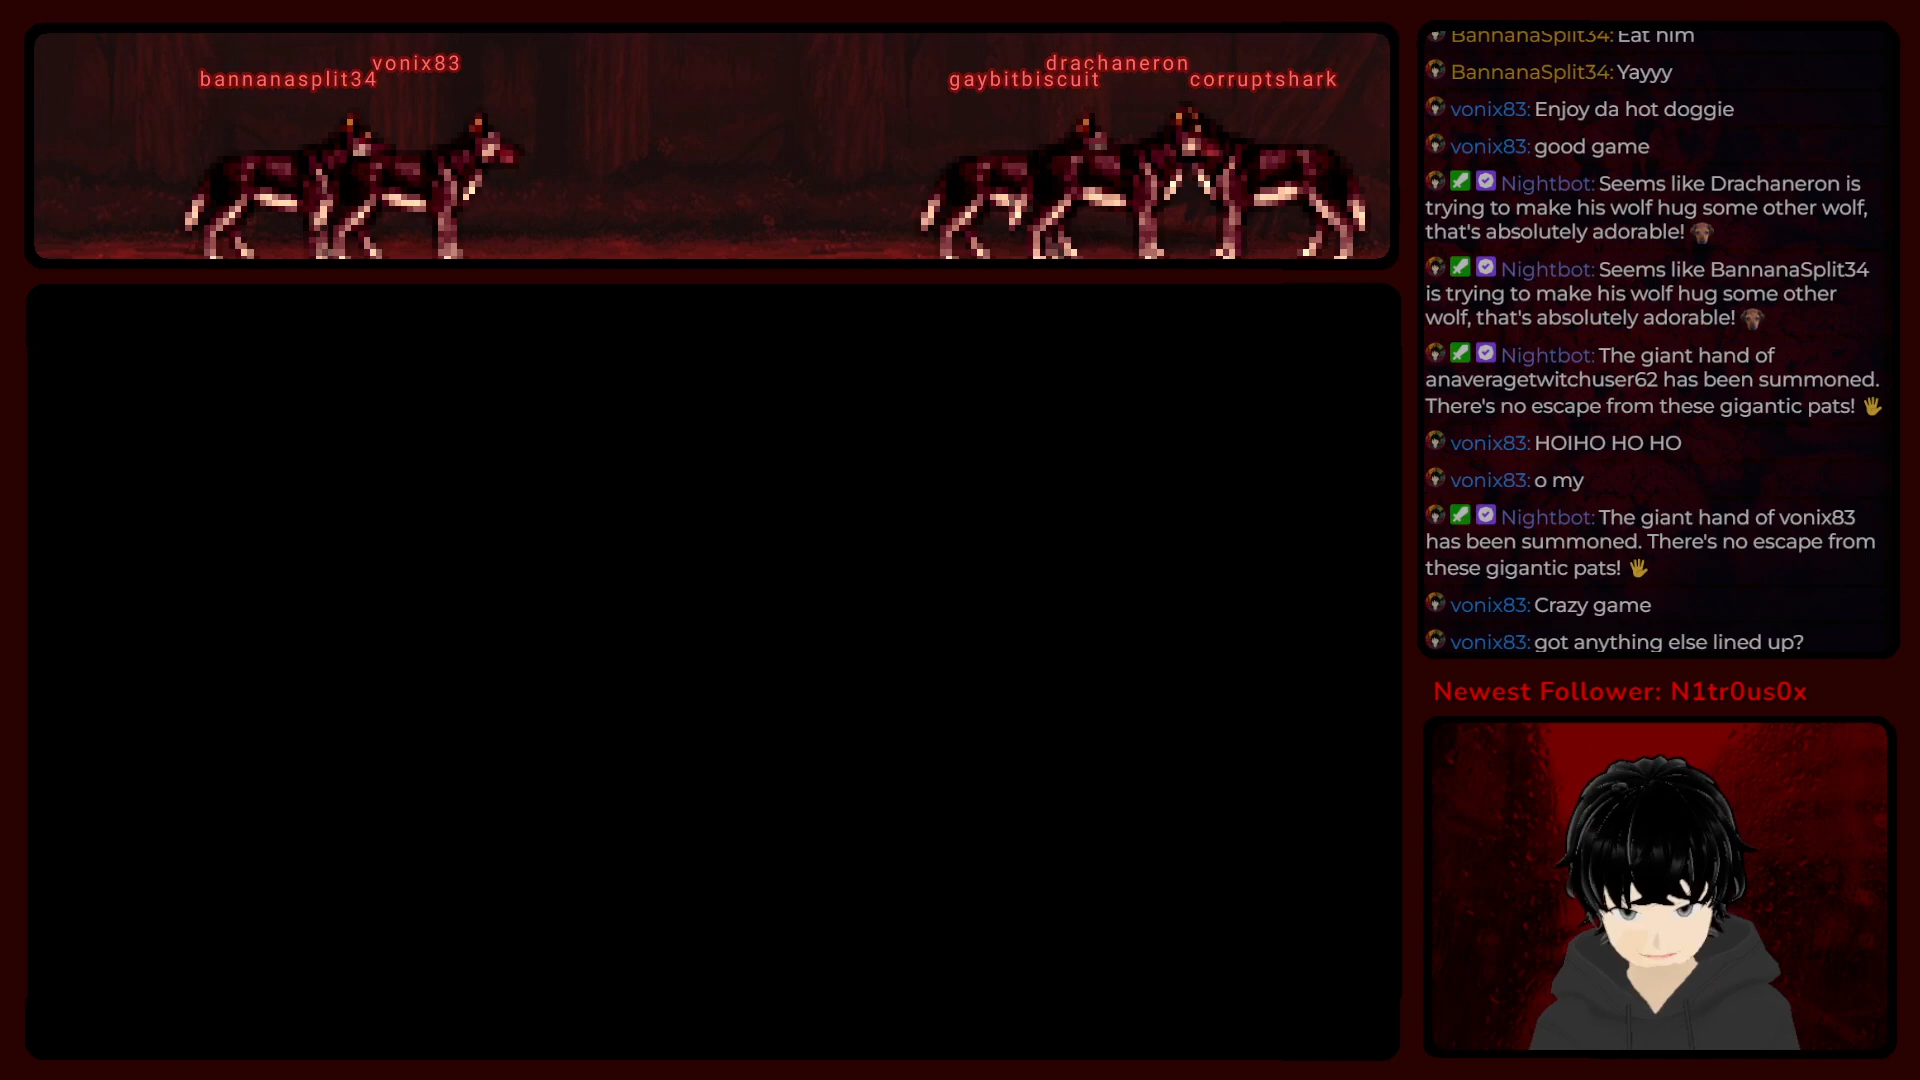 vonix83
bannanasplit34
drachaneron
gaybitbiscuit
corruptshark
BannanaSplit34: Eat him
BannanaSplit34: Yayyy
vonix83: Enjoy da hot doggie
vonix83: good game
Nightbot: Seems like Drachaneron is
trying to make his wolf hug some other wolf,
that's absolutely adorable!
Nightbot: Seems like BannanaSplit34
is trying to make his wolf hug some other
wolf, that's absolutely adorable!
Nightbot: The giant hand of
anaveragetwitchuser62 has been summoned.
There's no escape from these gigantic pats! 🖐
vonix83: HOIHO HO HO
vonix83: o my
Nightbot: The giant hand of vonix83
has been summoned. There's no escape from
these gigantic pats! 🖐
vonix83: Crazy game
vonix83: got anything else lined up?
Newest Follower: N1tr0us0x